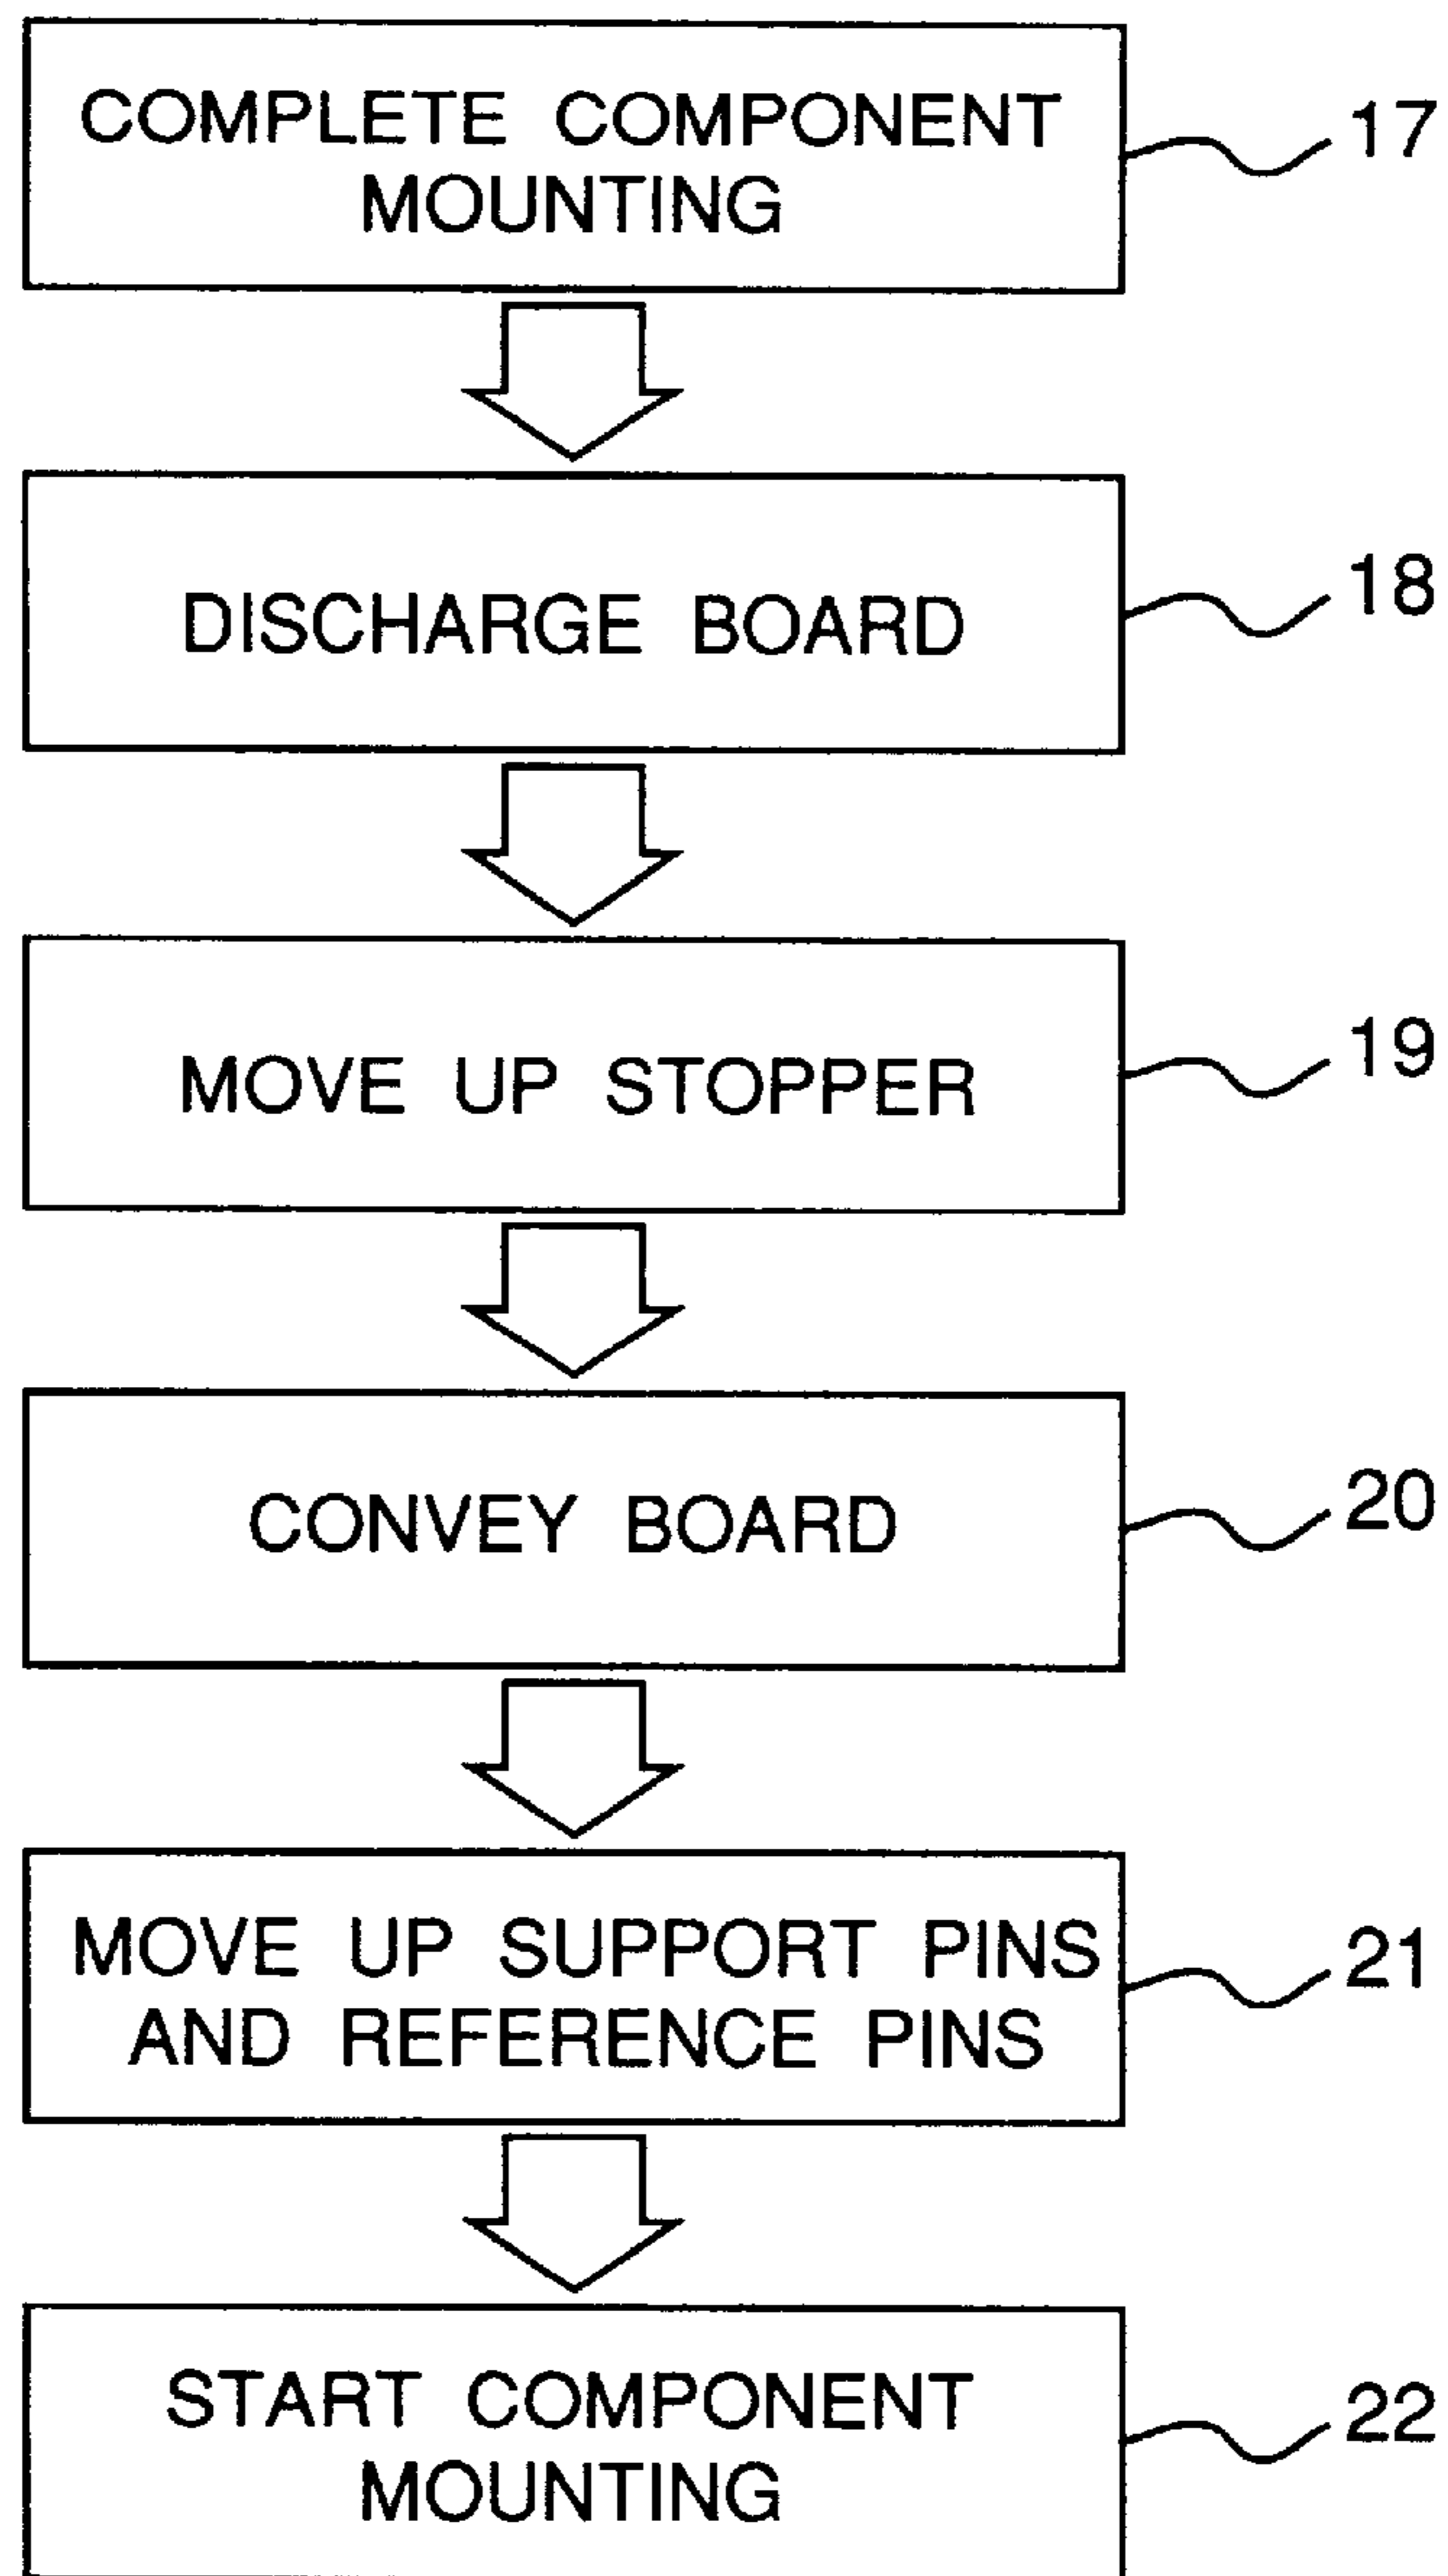 COMPLETE COMPONENT
MOUNTING
17
DISCHARGE BOARD
18
MOVE UP STOPPER
19
CONVEY BOARD
20
MOVE UP SUPPORT PINS
AND REFERENCE PINS
21
START COMPONENT
MOUNTING
22